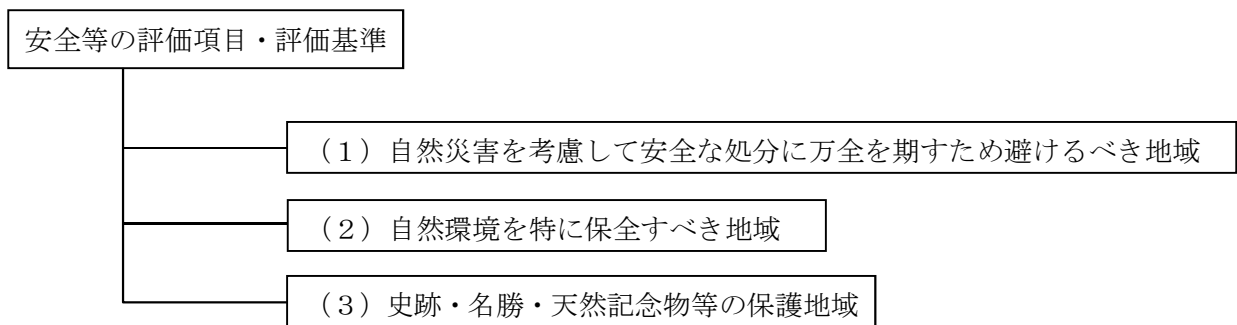 安全等の評価項目・評価基準
（１）自然災害を考慮して安全な処分に万全を期すため避けるべき地域
（２）自然環境を特に保全すべき地域
（３）史跡・名勝・天然記念物等の保護地域